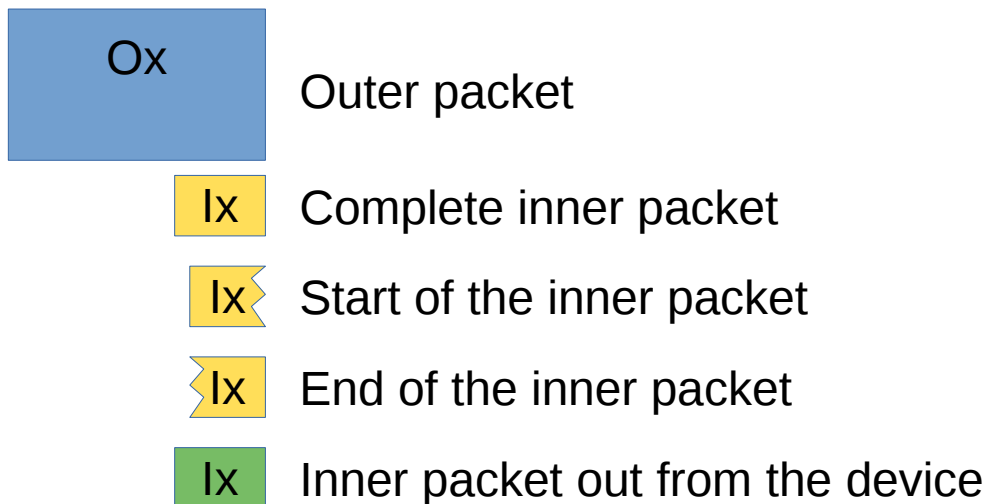 Ox
Outer packet
Ix Complete inner packet
Ix Start of the inner packet
Ix End of the inner packet
Ix Inner packet out from the device